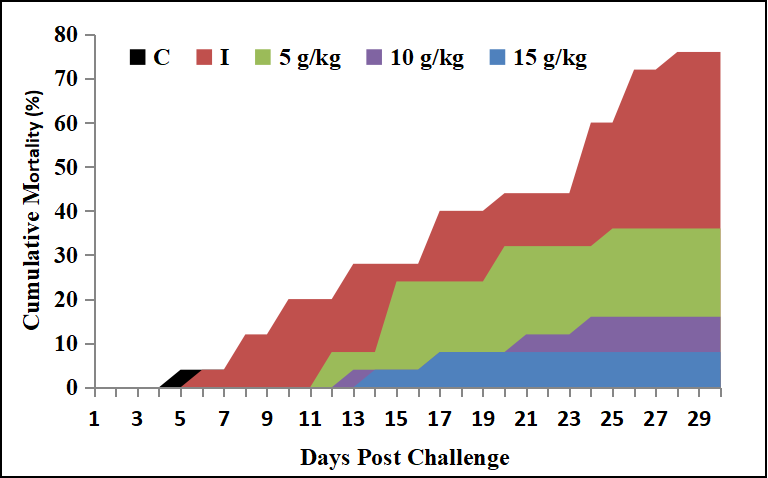 Cumulative Mortality (%)
80
70
60
50
40
30
20
10
0
C I 5 g/kg 10 g/kg 15 g/kg
1 3 5 7 9 11 13 15 17 19 21 23 25 27 29
Days Post Challenge